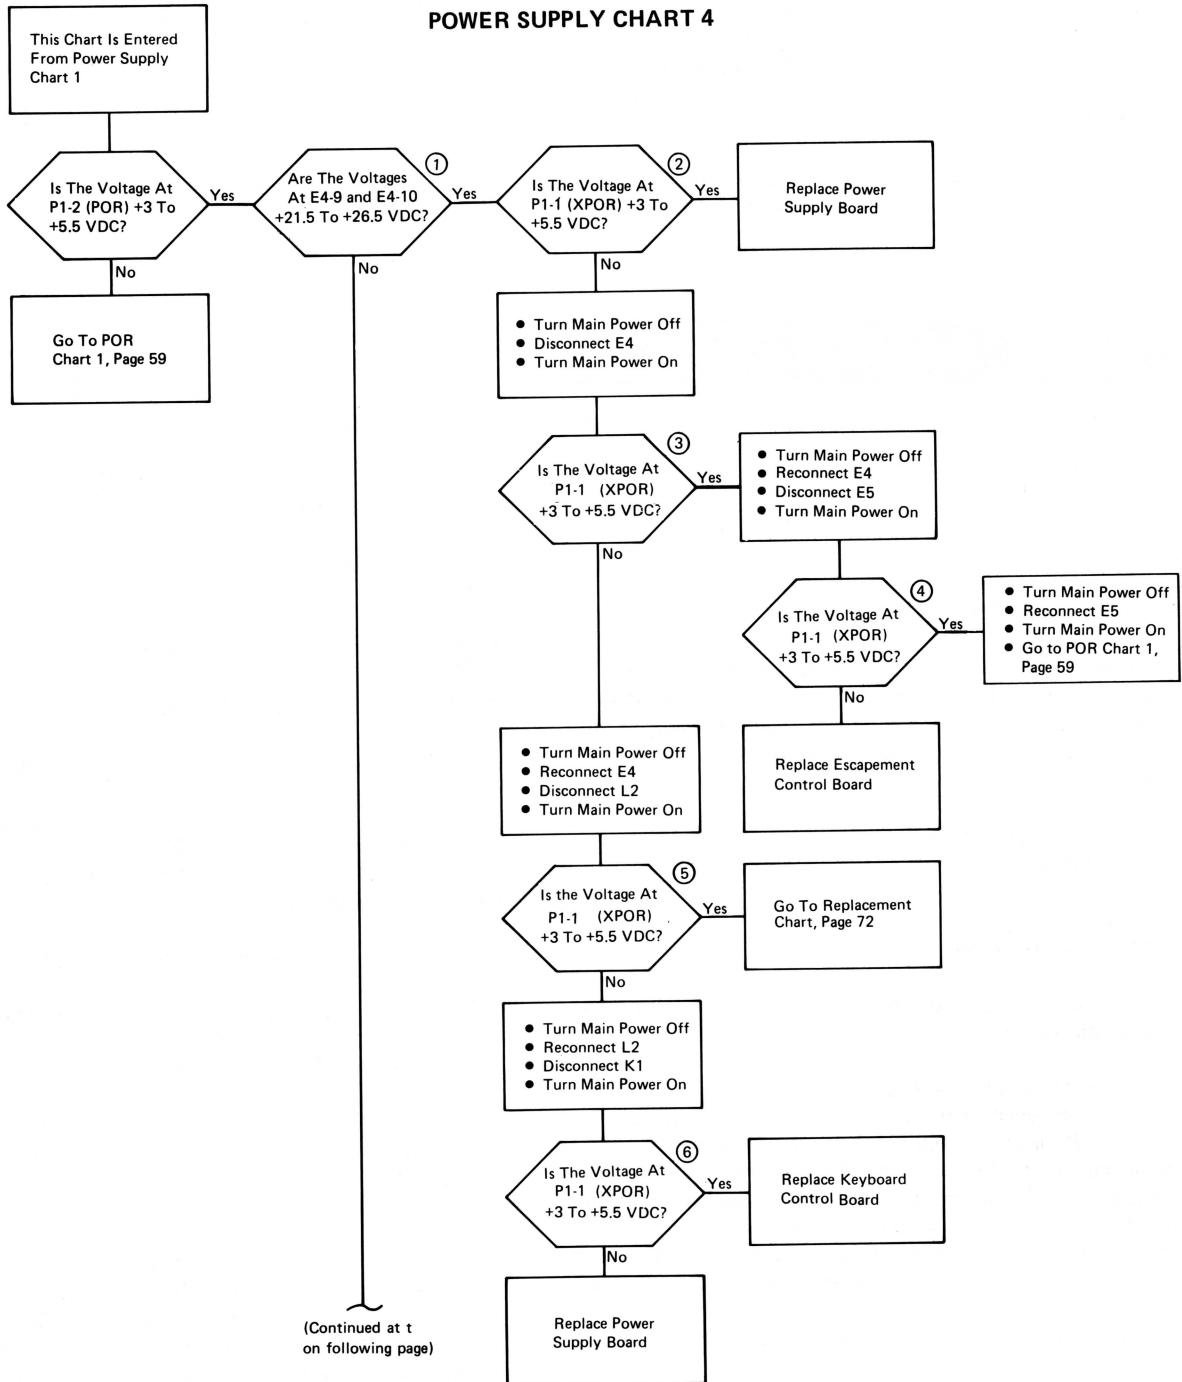 POWER SUPPLY CHART 4
This Chart Is Entered
From Power Supply
Chart 1
Is The Voltage At
P1-2 (POR) +3 To
+5.5 VDC?
Yes
No
Go To POR
Chart 1, Page 59
1
Are The Voltages
At E4-9 and E4-10
+21.5 To +26.5 VDC?
Yes
No
2
Is The Voltage At
P1-1 (XPOR) +3 To
+5.5 VDC?
Yes
No
Replace Power
Supply Board
● Turn Main Power Off
● Disconnect E4
● Turn Main Power On
3
Is The Voltage At
P1-1 (XPOR)
+3 To +5.5 VDC?
Yes
No
● Turn Main Power Off
● Reconnect E4
● Disconnect E5
● Turn Main Power On
4
Is The Voltage At
P1-1 (XPOR)
+3 To +5.5 VDC?
Yes
No
● Turn Main Power Off
● Reconnect E5
● Turn Main Power On
● Go to POR Chart 1,
Page 59
Replace Escapement
Control Board
● Turn Main Power Off
● Reconnect E4
● Disconnect L2
● Turn Main Power On
5
Is the Voltage At
P1-1 (XPOR)
+3 To +5.5 VDC?
Yes
No
Go To Replacement
Chart, Page 72
● Turn Main Power Off
● Reconnect L2
● Disconnect K1
● Turn Main Power On
6
Is The Voltage At
P1-1 (XPOR)
+3 To +5.5 VDC?
Yes
No
Replace Keyboard
Control Board
Replace Power
Supply Board
(Continued at t
on following page)